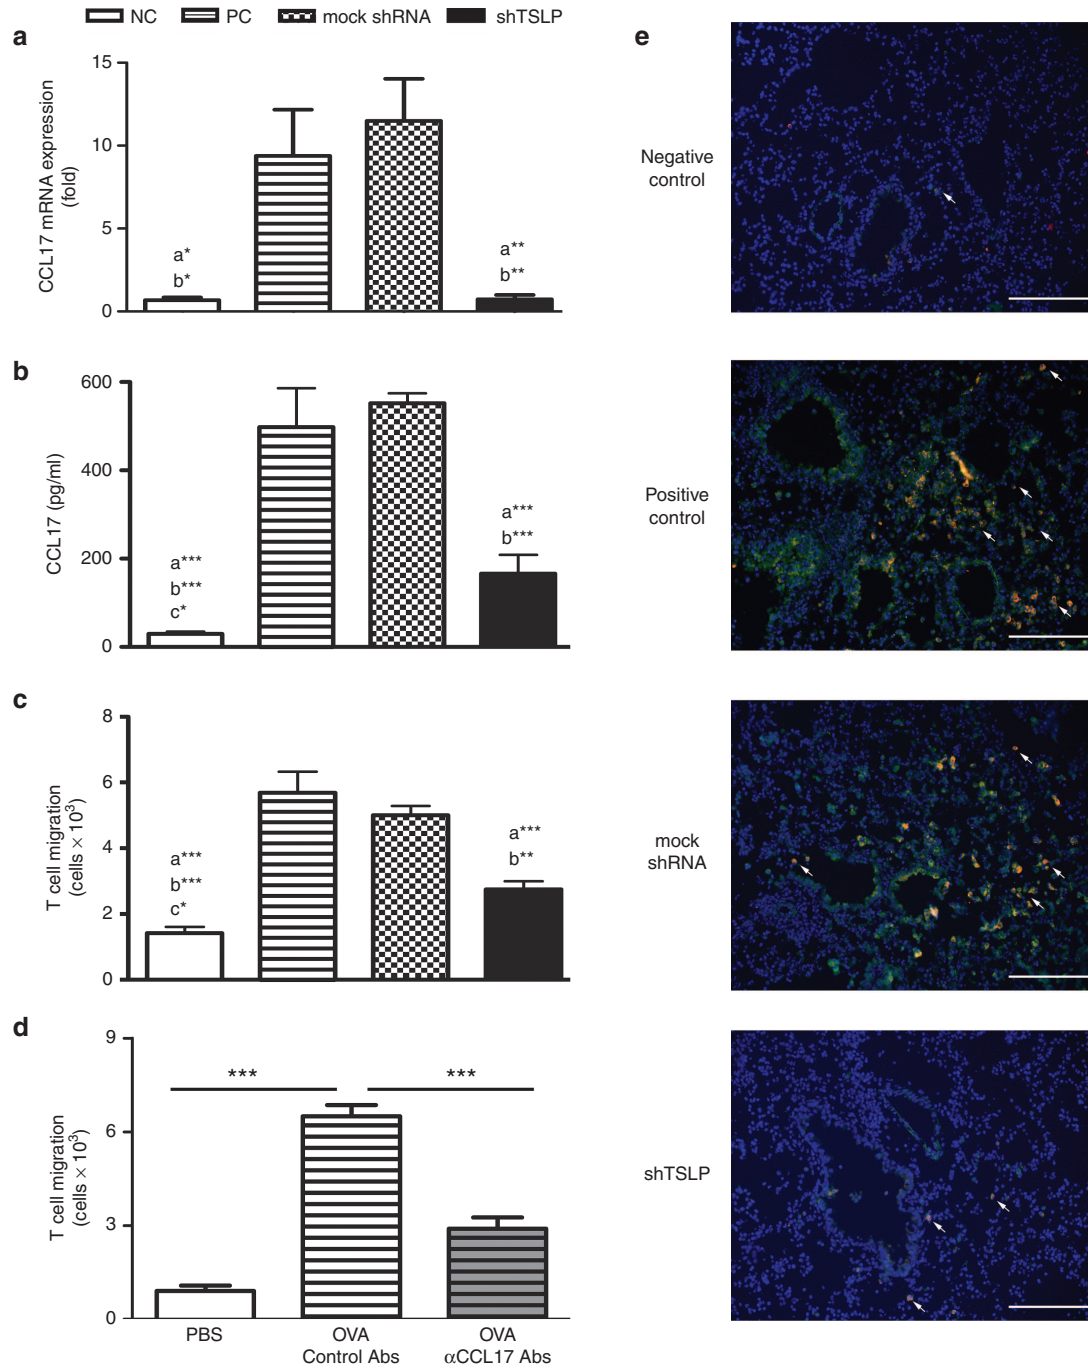 NC PC mock shRNA shTSLP
a
15
10
5
0
CCL17 mRNA expression
(fold)
a*
b*
a**
b**
b
600
400
200
0
CCL17 (pg/ml)
a***
b***
c*
a***
b***
c
8
6
4
2
0
T cell migration
(cells × 10³)
a***
b***
c*
a***
b**
d
9
6
3
0
T cell migration
(cells × 10³)
***
***
PBS
OVA
Control Abs
OVA
αCCL17 Abs
e
Negative
control
Positive
control
mock
shRNA
shTSLP